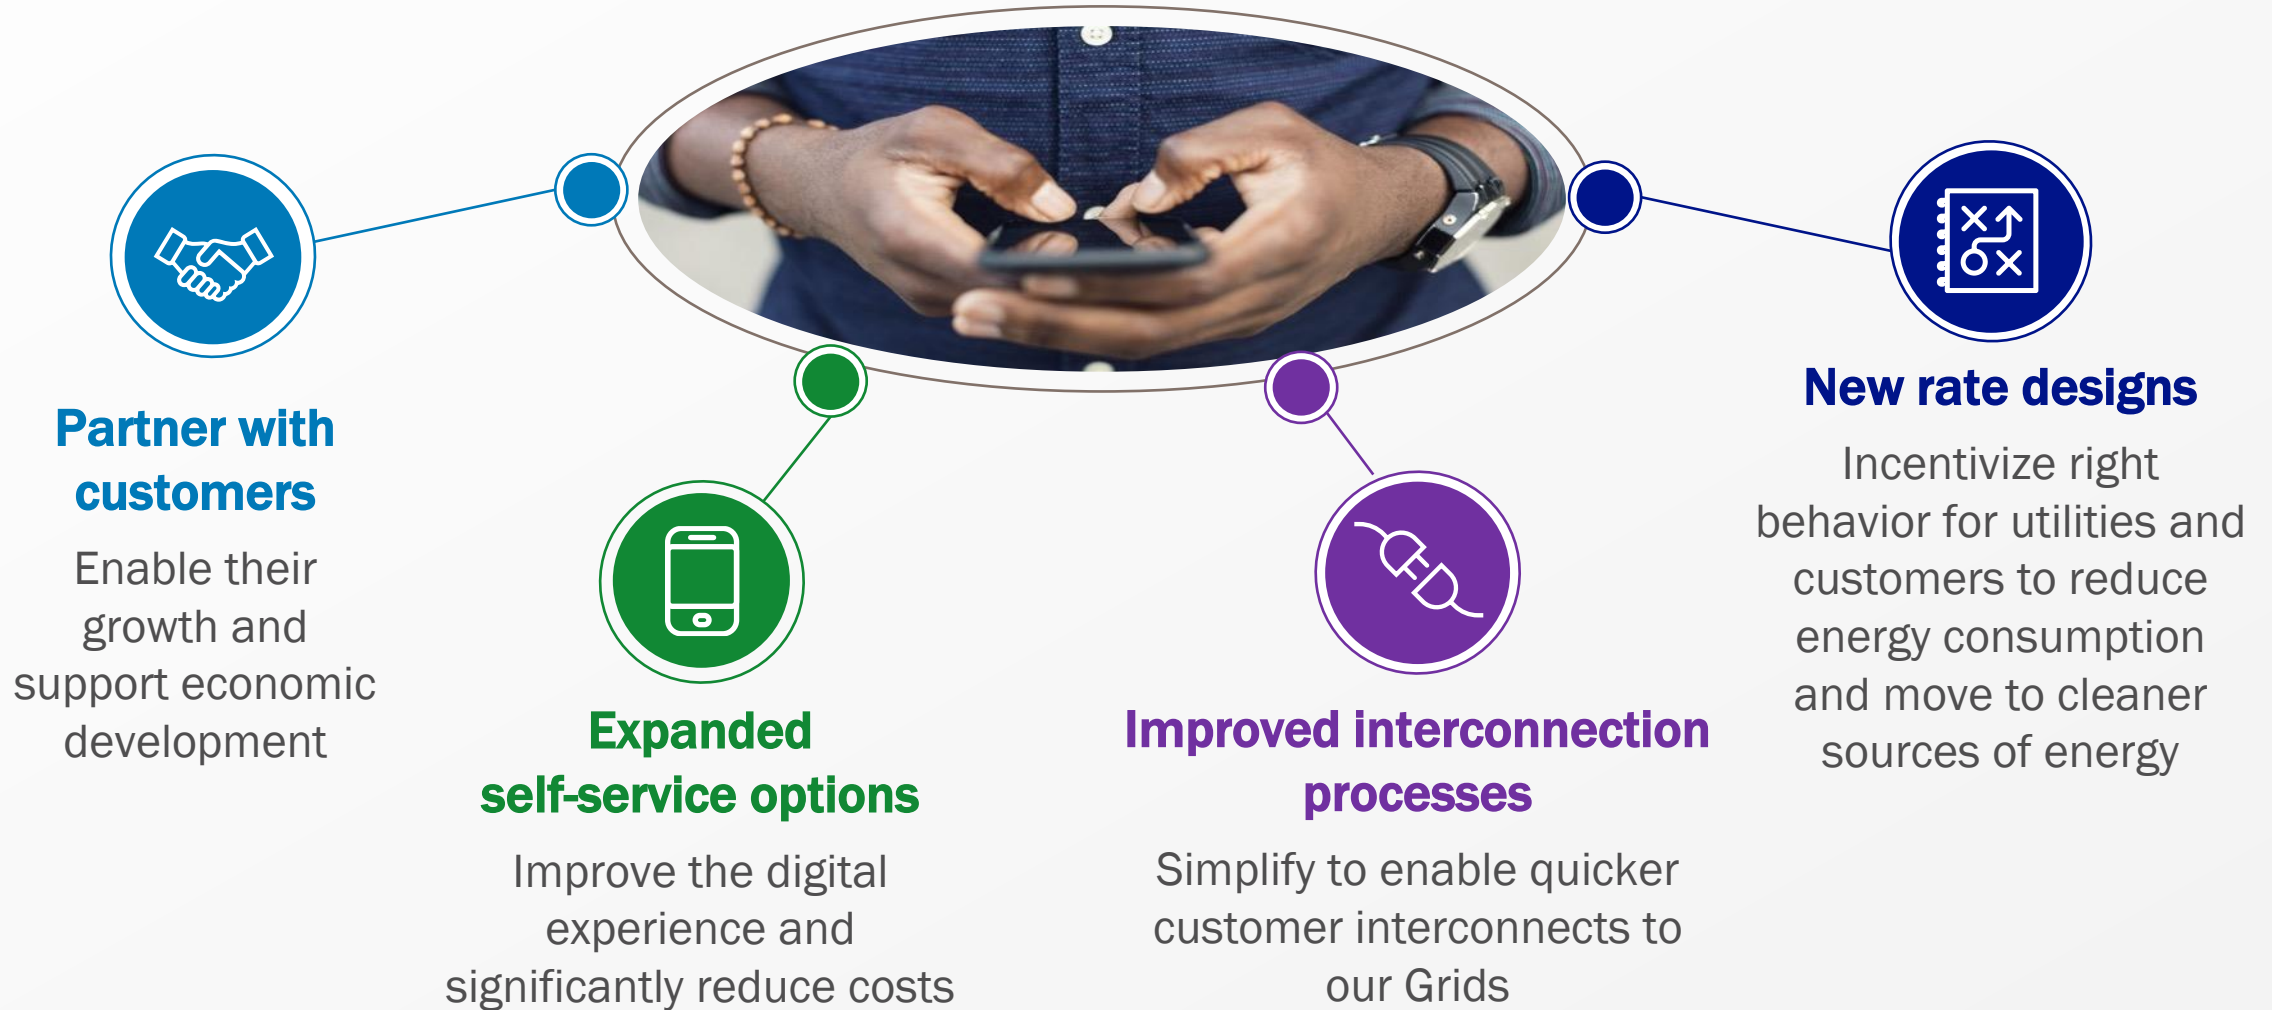 Partner with
customers
Enable their
growth and
support economic
development
Expanded
self-service options
Improve the digital
experience and
significantly reduce costs
Improved interconnection
processes
Simplify to enable quicker
customer interconnects to
our Grids
New rate designs
Incentivize right
behavior for utilities and
customers to reduce
energy consumption
and move to cleaner
sources of energy